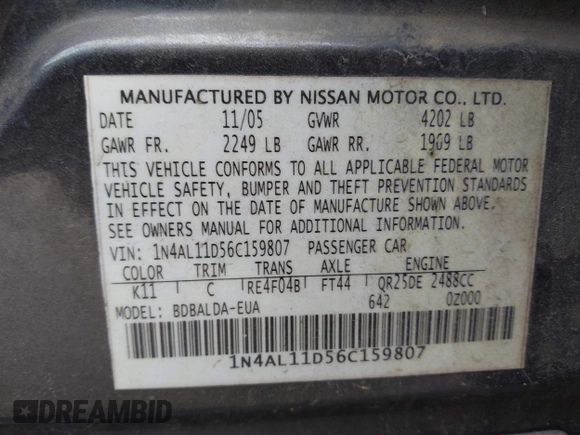 MANUFACTURED BY NISSAN MOTOR CO., LTD.
DATE 11/05 GVWR 4202 LB
GAWR FR. 2249 LB GAWR RR. 1969 LB
THIS VEHICLE CONFORMS TO ALL APPLICABLE FEDERAL MOTOR
VEHICLE SAFETY, BUMPER AND THEFT PREVENTION STANDARDS
IN EFFECT ON THE DATE OF MANUFACTURE SHOWN ABOVE.
SEE OWNERS MANUAL FOR ADDITIONAL INFORMATION.
VIN: 1N4AL11D56C159807 PASSENGER CAR
COLOR TRIM TRANS AXLE ENGINE
K11 C RE4F04B FT44 QR25DE 2488CC
MODEL: BDBALDA-EUA 642 0Z000
1N4AL11D56C159807
DREAMBID